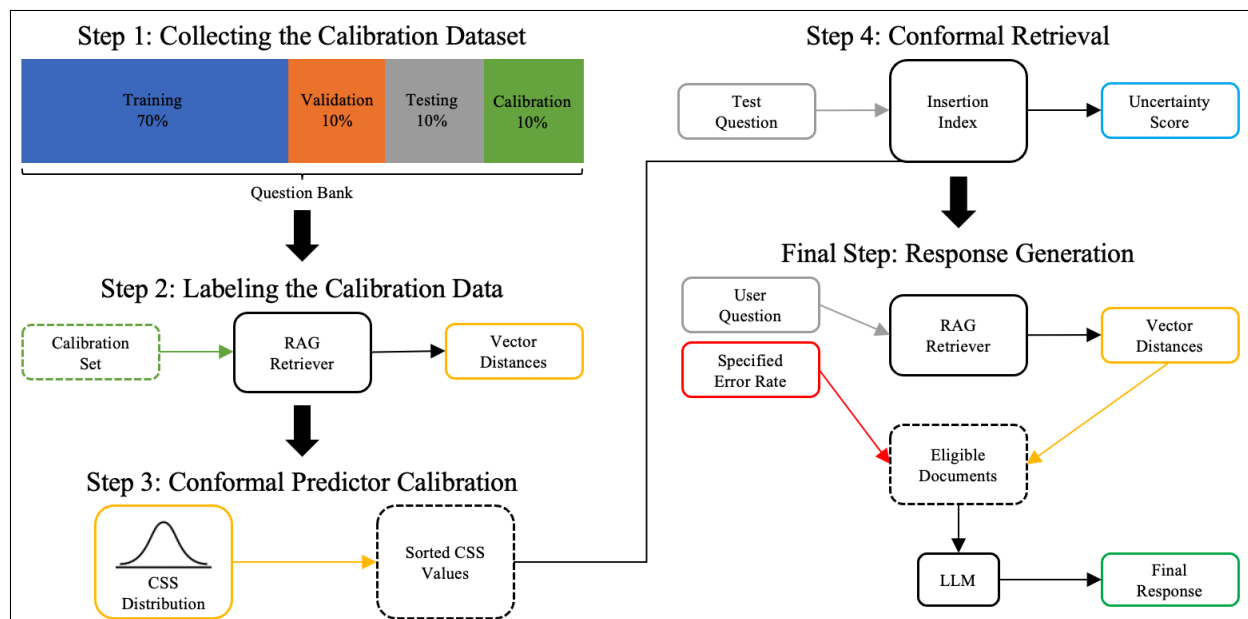 Step 1: Collecting the Calibration Dataset
Training
70%
Validation
10%
Testing
10%
Calibration
10%
Question Bank
Step 2: Labeling the Calibration Data
Calibration
Set
RAG
Retriever
Vector
Distances
Step 3: Conformal Predictor Calibration
CSS
Distribution
Sorted CSS
Values
Step 4: Conformal Retrieval
Test
Question
Insertion
Index
Uncertainty
Score
Final Step: Response Generation
User
Question
Specified
Error Rate
RAG
Retriever
Vector
Distances
Eligible
Documents
LLM
Final
Response